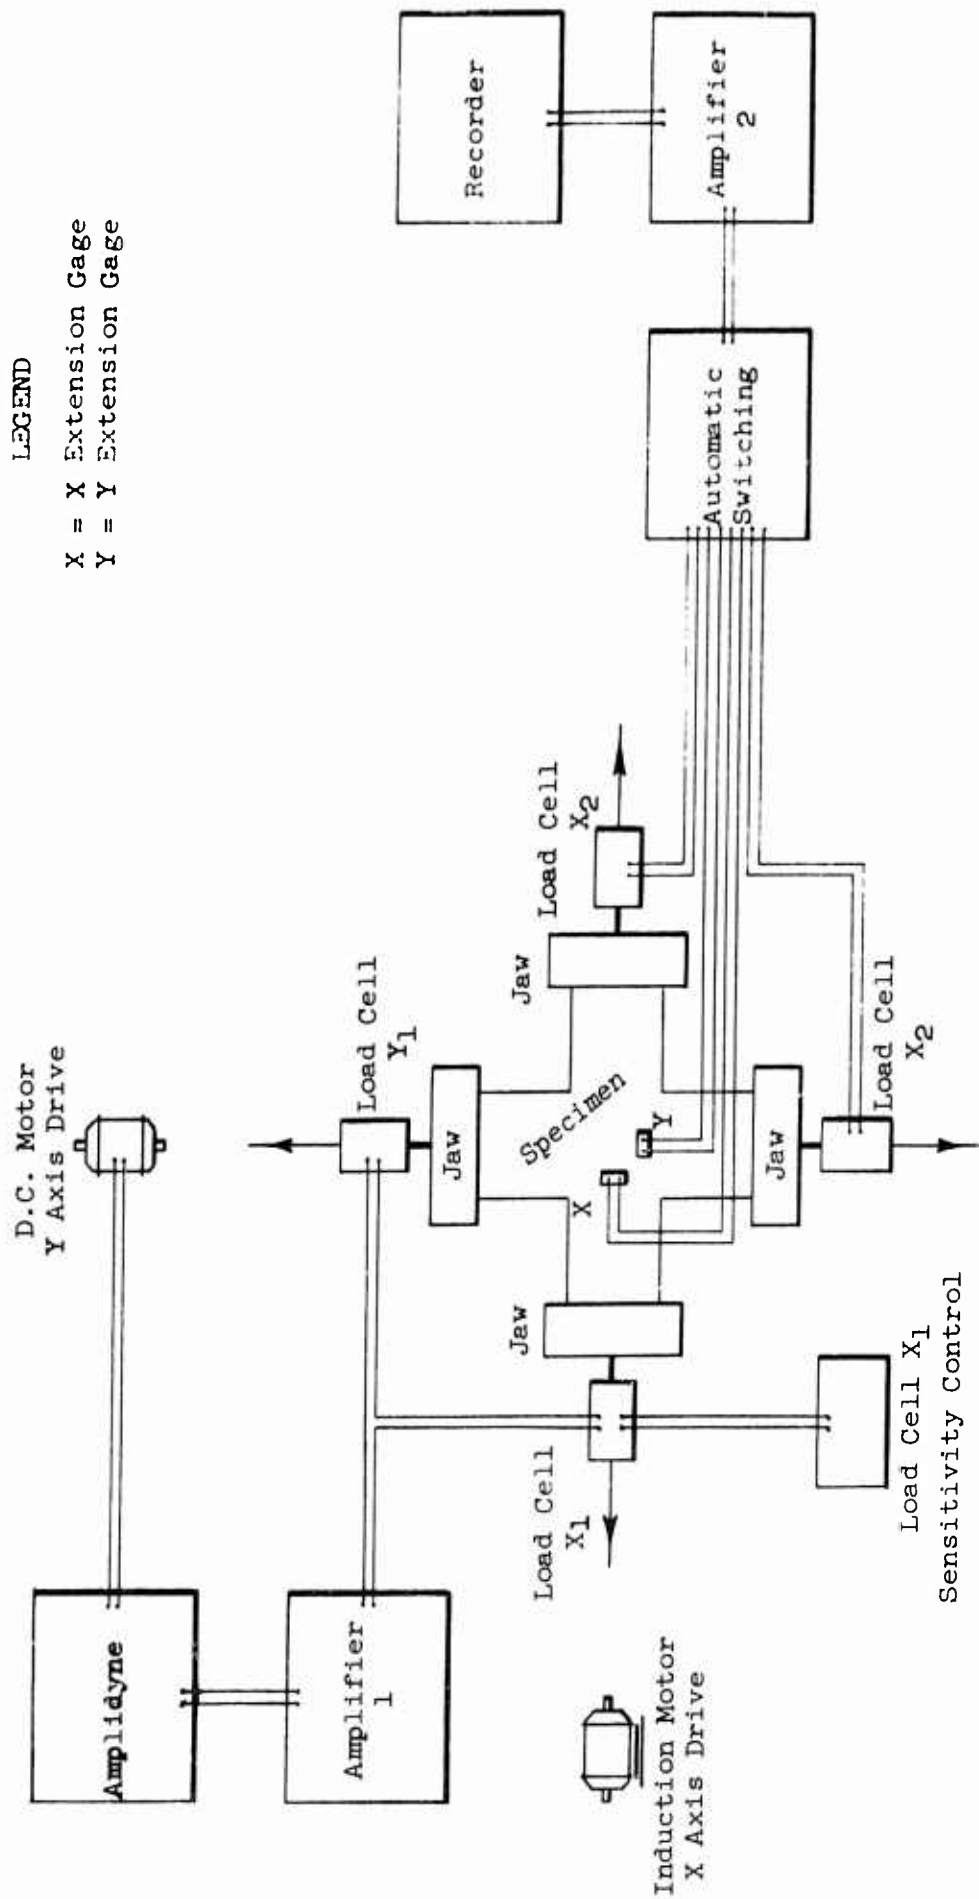 LEGEND
X = X Extension Gage
Y = Y Extension Gage
D.C. Motor
Y Axis Drive
Amplidyne
Amplifier
1
Load Cell
Y1
Jaw
Specimen
X
Y
Jaw
Load Cell
X1
Jaw
Load Cell
X2
Jaw
Load Cell
X2
Load Cell X1
Sensitivity Control
Induction Motor
X Axis Drive
Automatic
Switching
Recorder
Amplifier
2